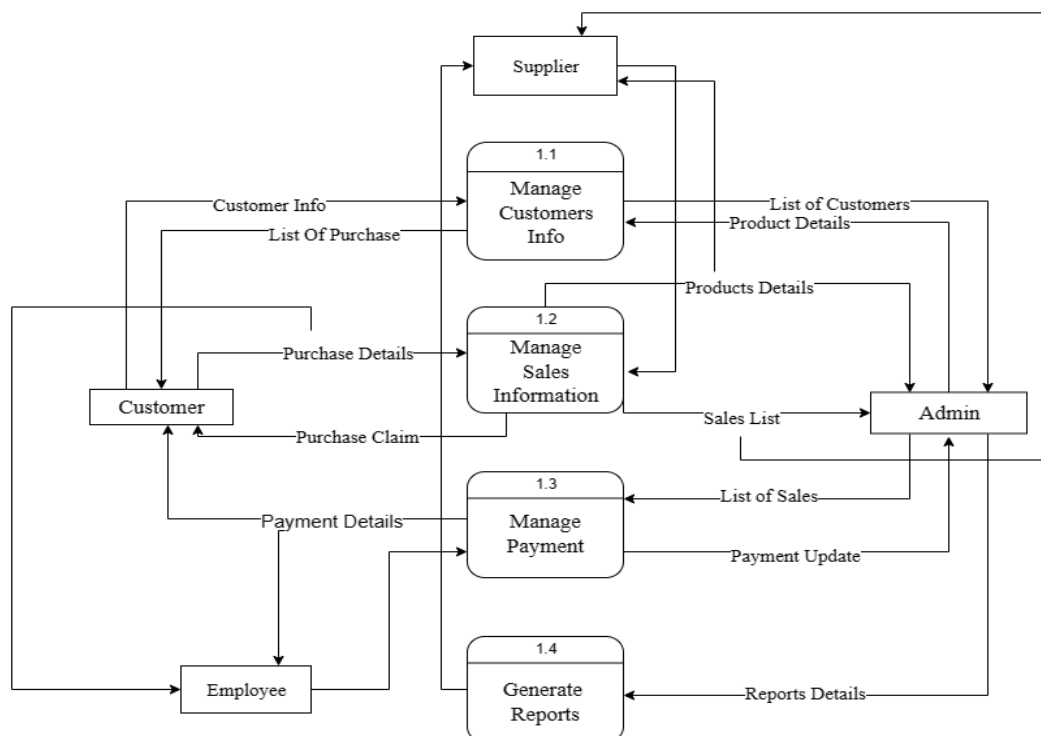 Supplier
1.1
Manage
Customers
Info
Customer Info
List of Customers
List Of Purchase
Product Details
Products Details
1.2
Manage
Sales
Information
Purchase Details
Customer
Admin
Sales List
Purchase Claim
1.3
Manage
Payment
List of Sales
Payment Details
Payment Update
1.4
Generate
Reports
Employee
Reports Details